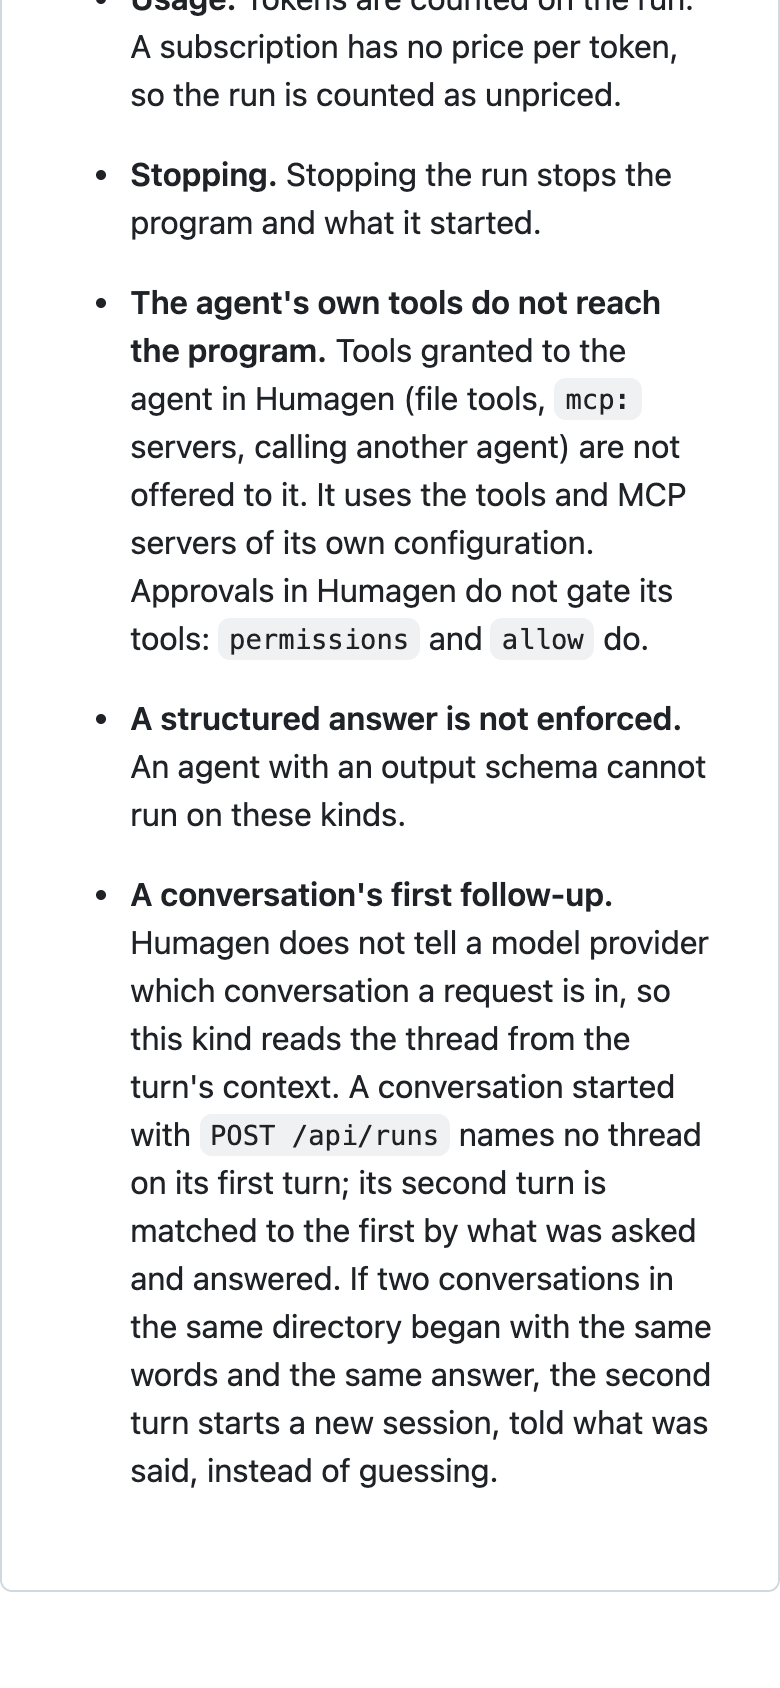 Usage. Tokens are counted on the run.
A subscription has no price per token,
so the run is counted as unpriced.
Stopping. Stopping the run stops the
program and what it started.
The agent's own tools do not reach
the program. Tools granted to the
agent in Humagen (file tools, mcp:
servers, calling another agent) are not
offered to it. It uses the tools and MCP
servers of its own configuration.
Approvals in Humagen do not gate its
tools: permissions and allow do.
A structured answer is not enforced.
An agent with an output schema cannot
run on these kinds.
A conversation's first follow-up.
Humagen does not tell a model provider
which conversation a request is in, so
this kind reads the thread from the
turn's context. A conversation started
with POST /api/runs names no thread
on its first turn; its second turn is
matched to the first by what was asked
and answered. If two conversations in
the same directory began with the same
words and the same answer, the second
turn starts a new session, told what was
said, instead of guessing.